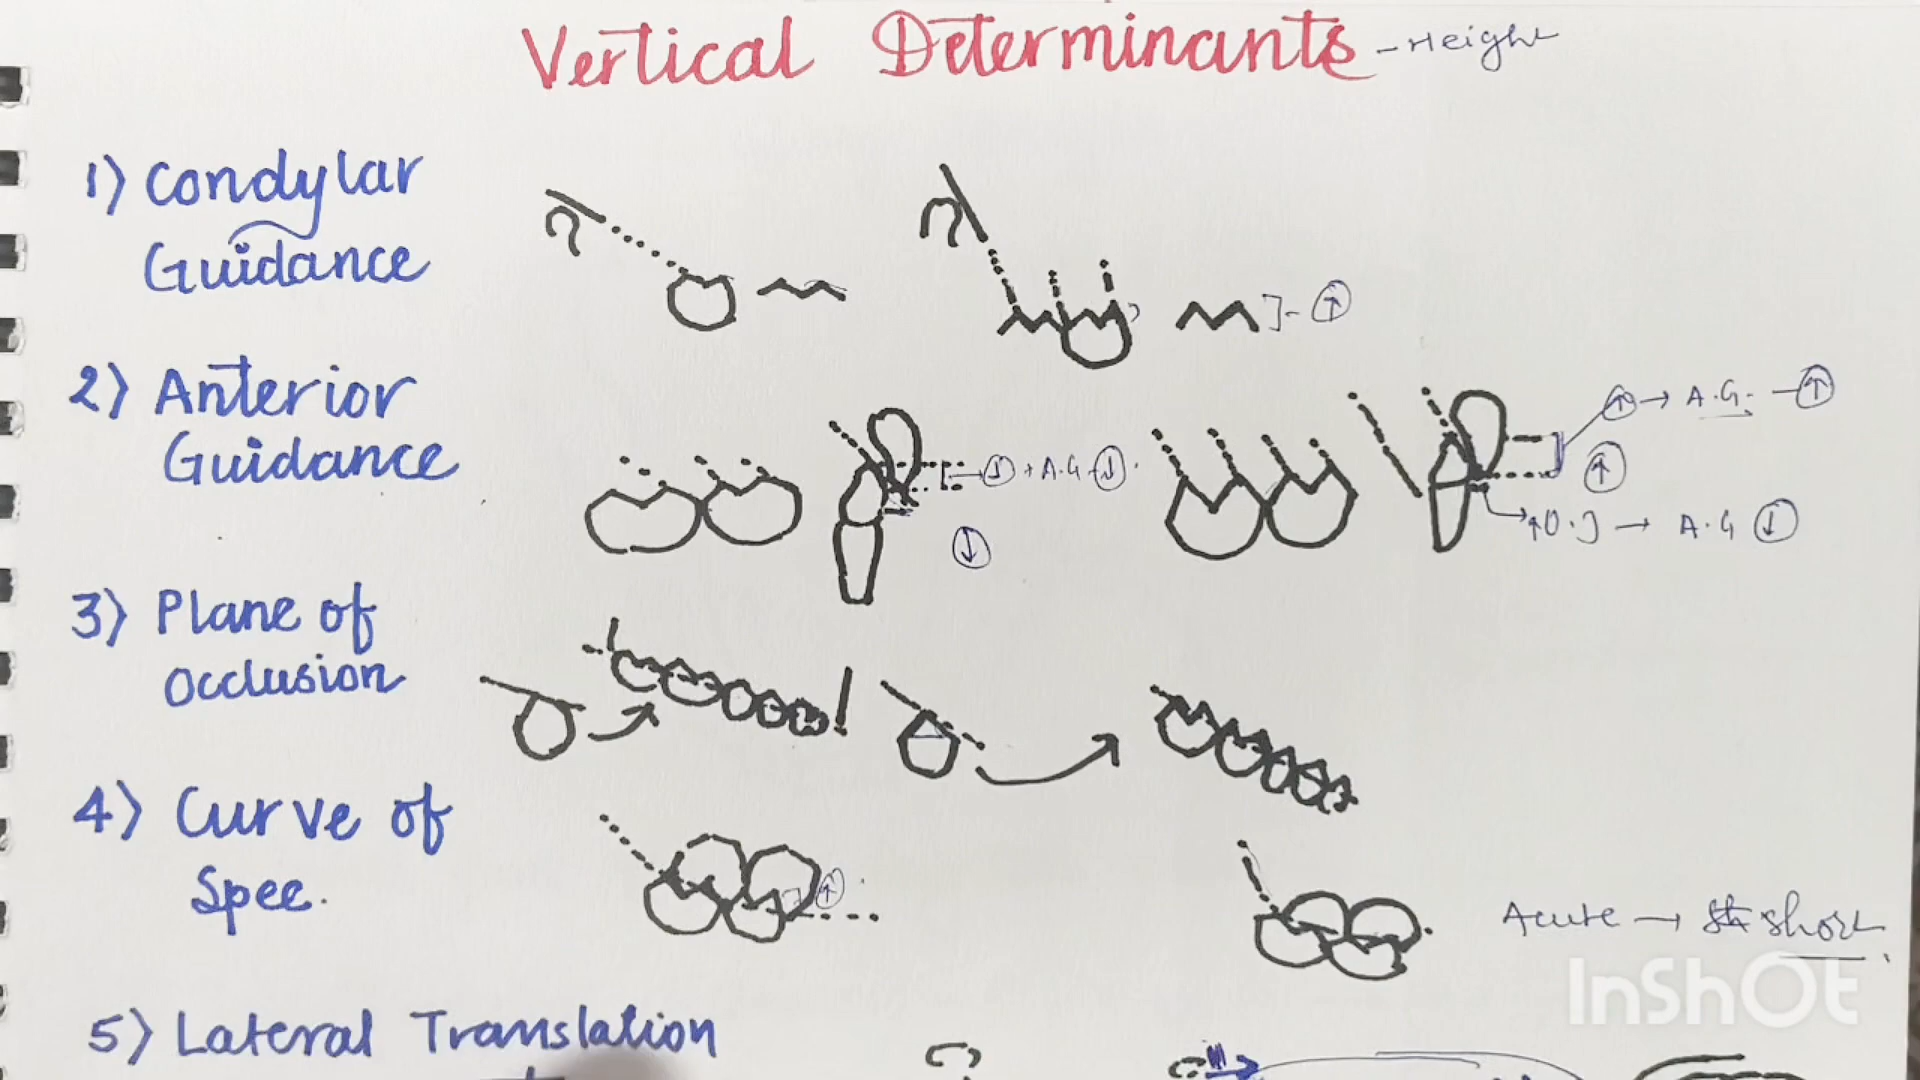 Vertical Determinants - Height
1) Condylar
Guidance
] - ↑
2) Anterior
Guidance
↑ → A.G. - ↑
→ ↓ → A.G ↓
↑
↓
↑O.J → A.G ↓
3) Plane of
Occlusion
4) Curve of
Spee.
↑
Acute → short
5) Lateral Translation
InShOt